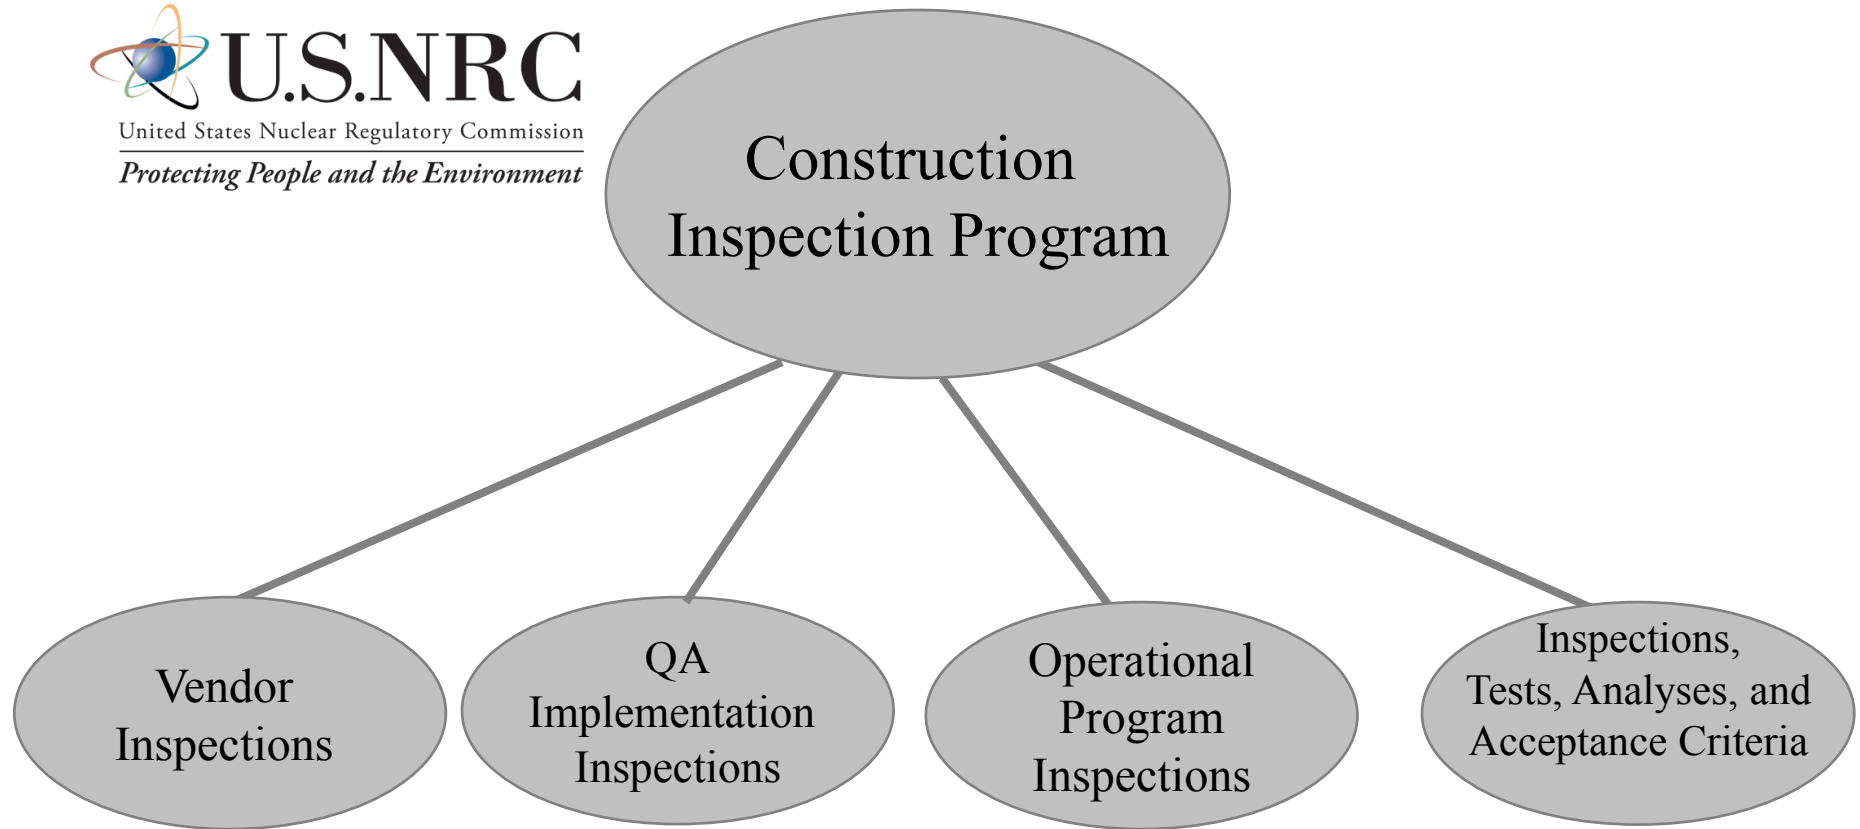 U.S.NRC
United States Nuclear Regulatory Commission
Protecting People and the Environment
Construction
Inspection Program
Vendor
Inspections
QA
Implementation
Inspections
Operational
Program
Inspections
Inspections,
Tests, Analyses, and
Acceptance Criteria